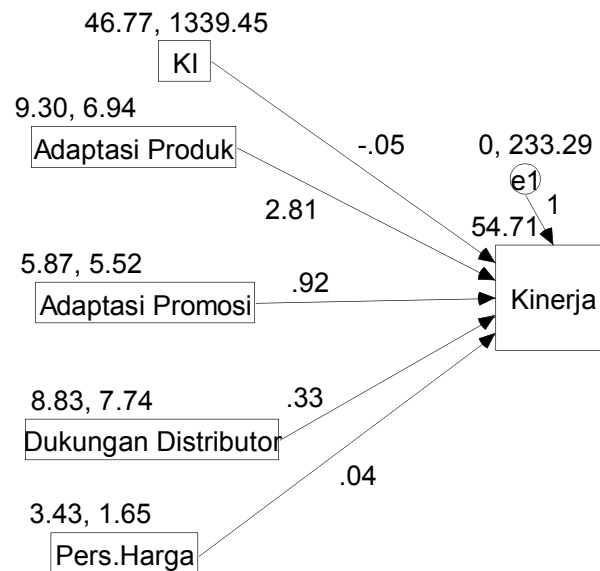 46.77, 1339.45
KI
9.30, 6.94
Adaptasi Produk
-.05
0, 233.29
e1
1
2.81
54.71
5.87, 5.52
Adaptasi Promosi
.92
Kinerja
8.83, 7.74
.33
Dukungan Distributor
.04
3.43, 1.65
Pers.Harga